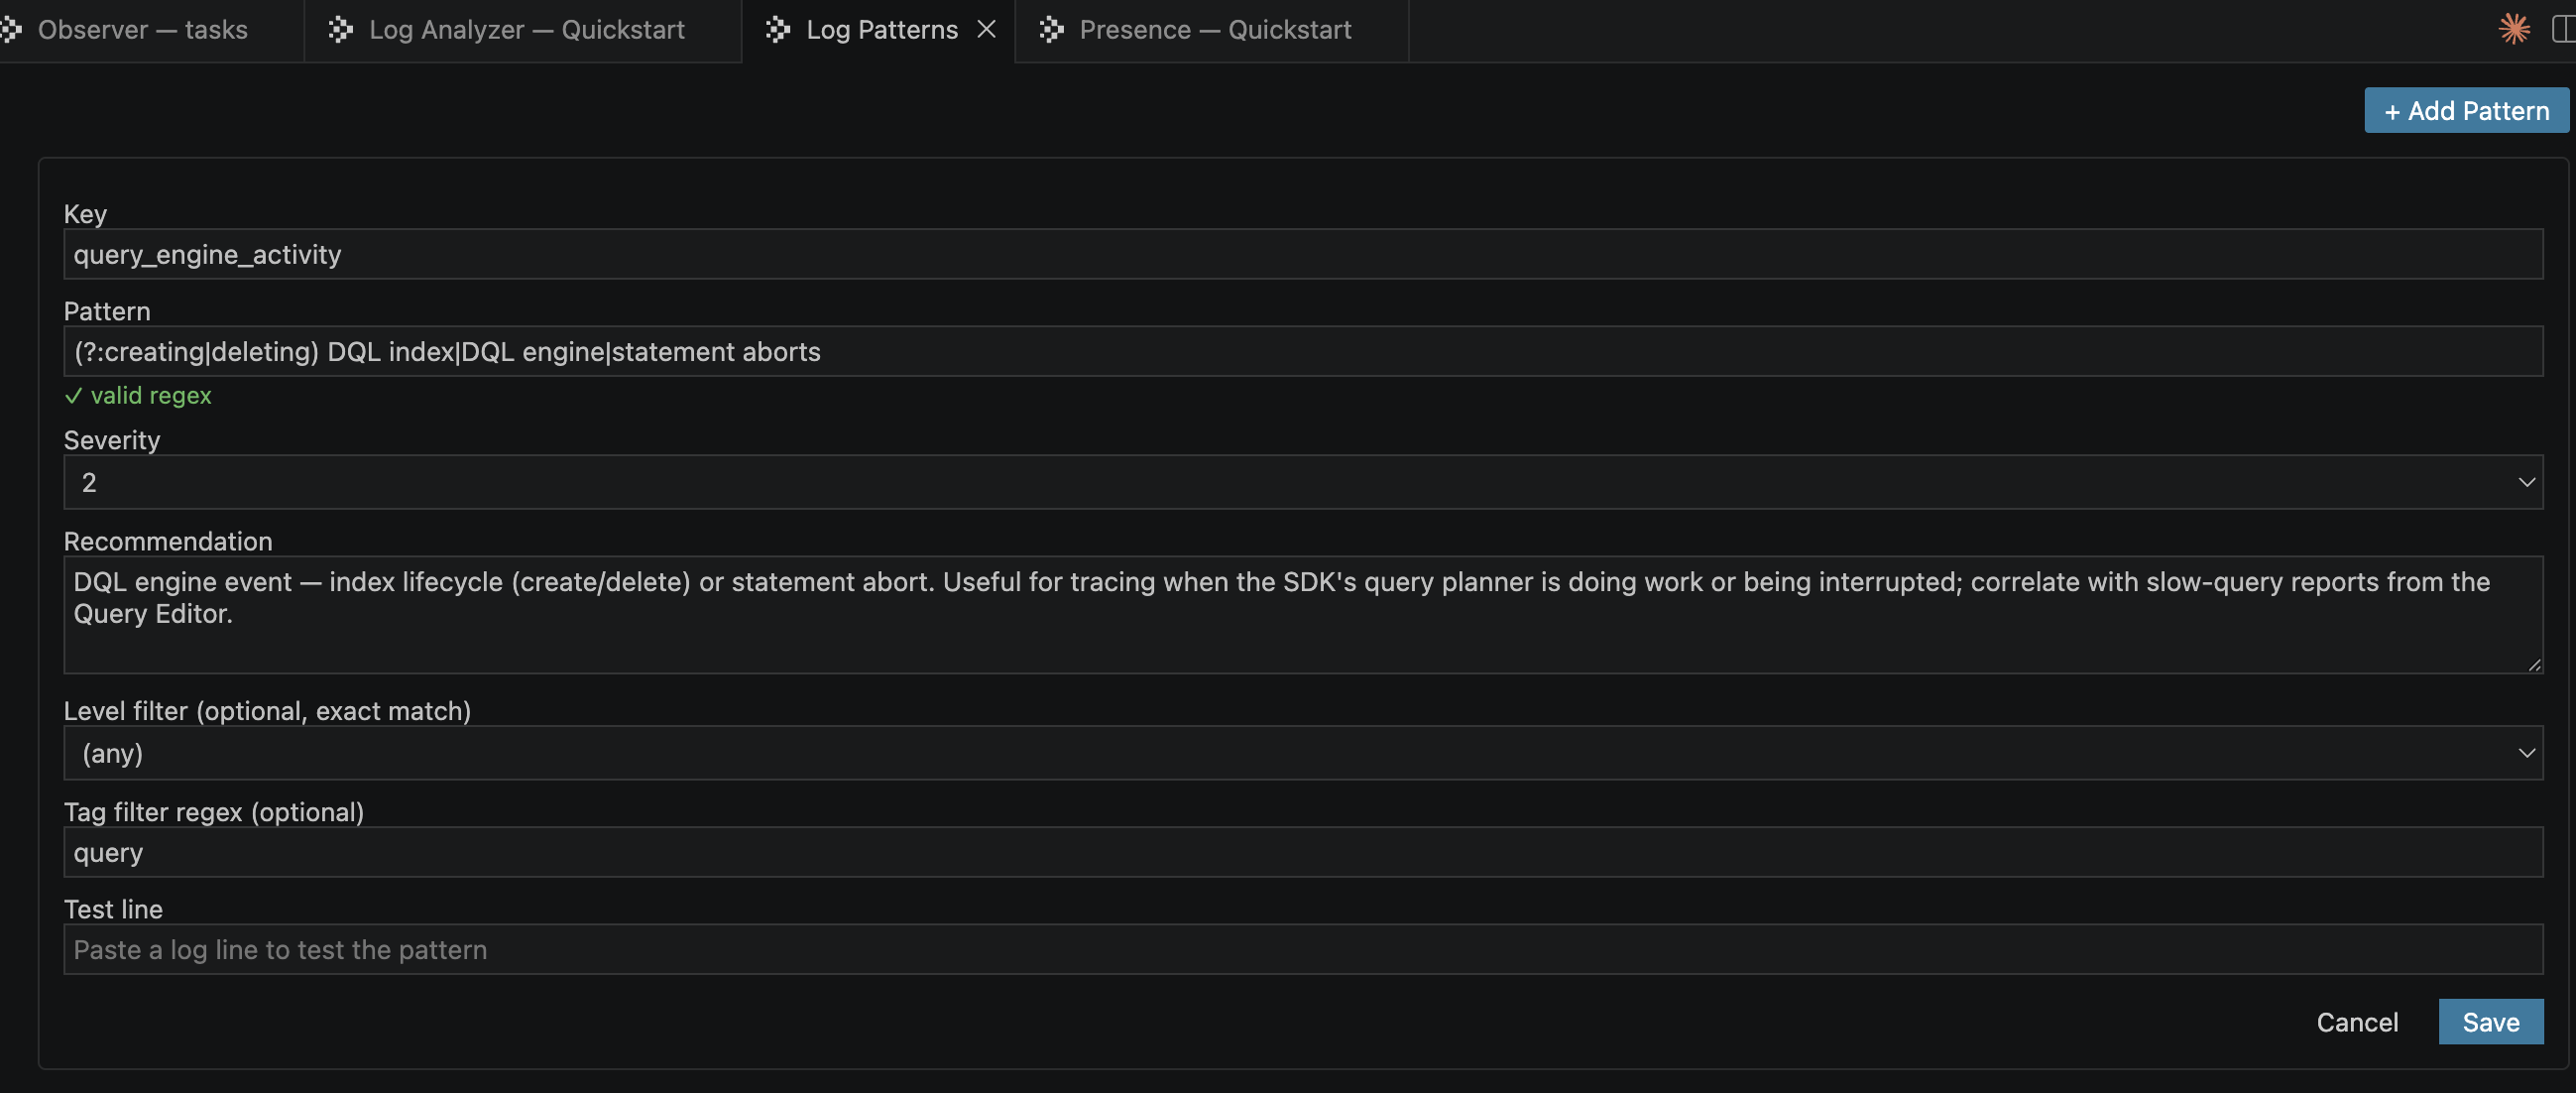 Observer — tasks
Log Analyzer — Quickstart
Log Patterns
Presence — Quickstart
+ Add Pattern
Key
query_engine_activity
Pattern
(?:creating|deleting) DQL index|DQL engine|statement aborts
✓ valid regex
Severity
2
Recommendation
DQL engine event — index lifecycle (create/delete) or statement abort. Useful for tracing when the SDK's query planner is doing work or being interrupted; correlate with slow-query reports from the
Query Editor.
Level filter (optional, exact match)
(any)
Tag filter regex (optional)
query
Test line
Paste a log line to test the pattern
Cancel
Save